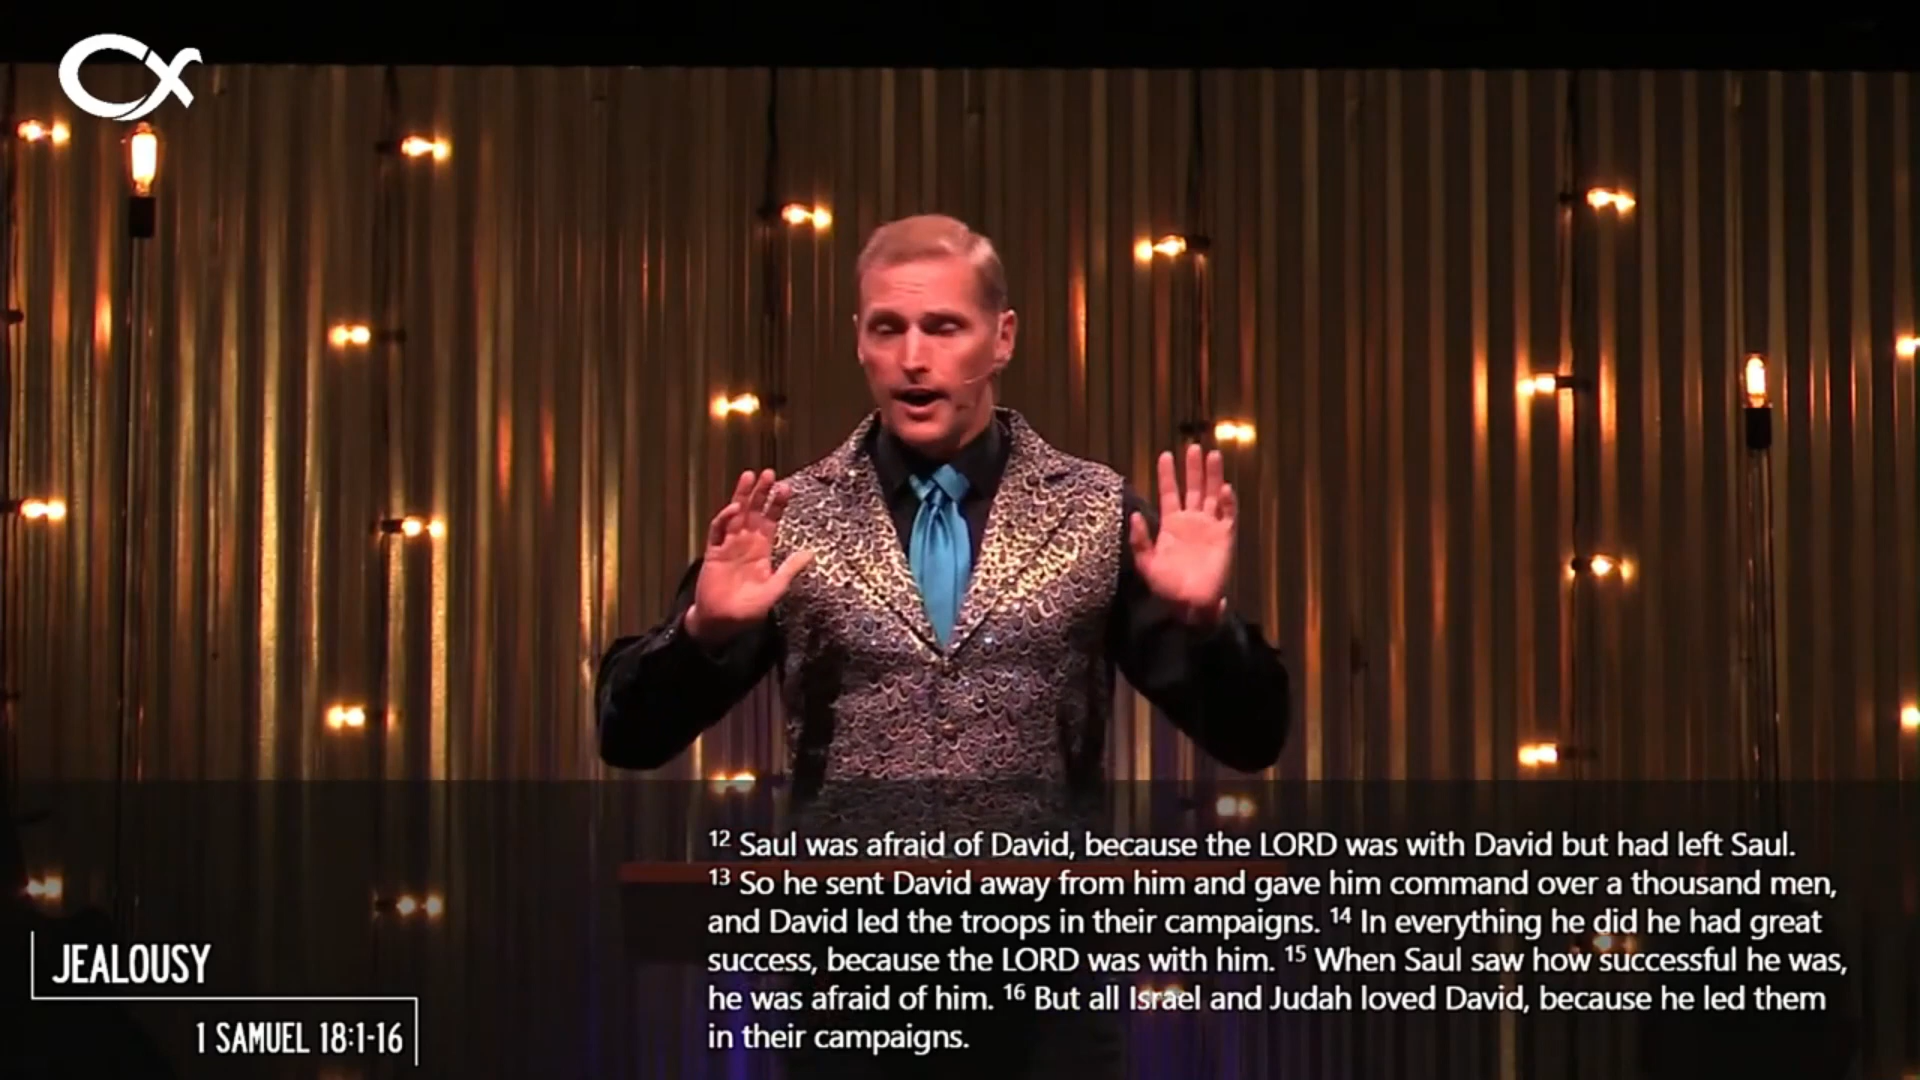 CX
12 Saul was afraid of David, because the LORD was with David but had left Saul.
13 So he sent David away from him and gave him command over a thousand men,
and David led the troops in their campaigns. 14 In everything he did he had great
success, because the LORD was with him. 15 When Saul saw how successful he was,
he was afraid of him. 16 But all Israel and Judah loved David, because he led them
in their campaigns.
JEALOUSY
1 SAMUEL 18:1-16